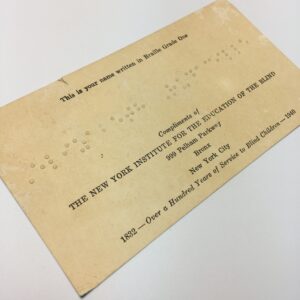 This is your name written in Braille Grade One
Compliments of
THE NEW YORK INSTITUTE FOR THE EDUCATION OF THE BLIND
999 Pelham Parkway
Bronx
New York City
1832—Over a Hundred Years of Service to Blind Children—1940